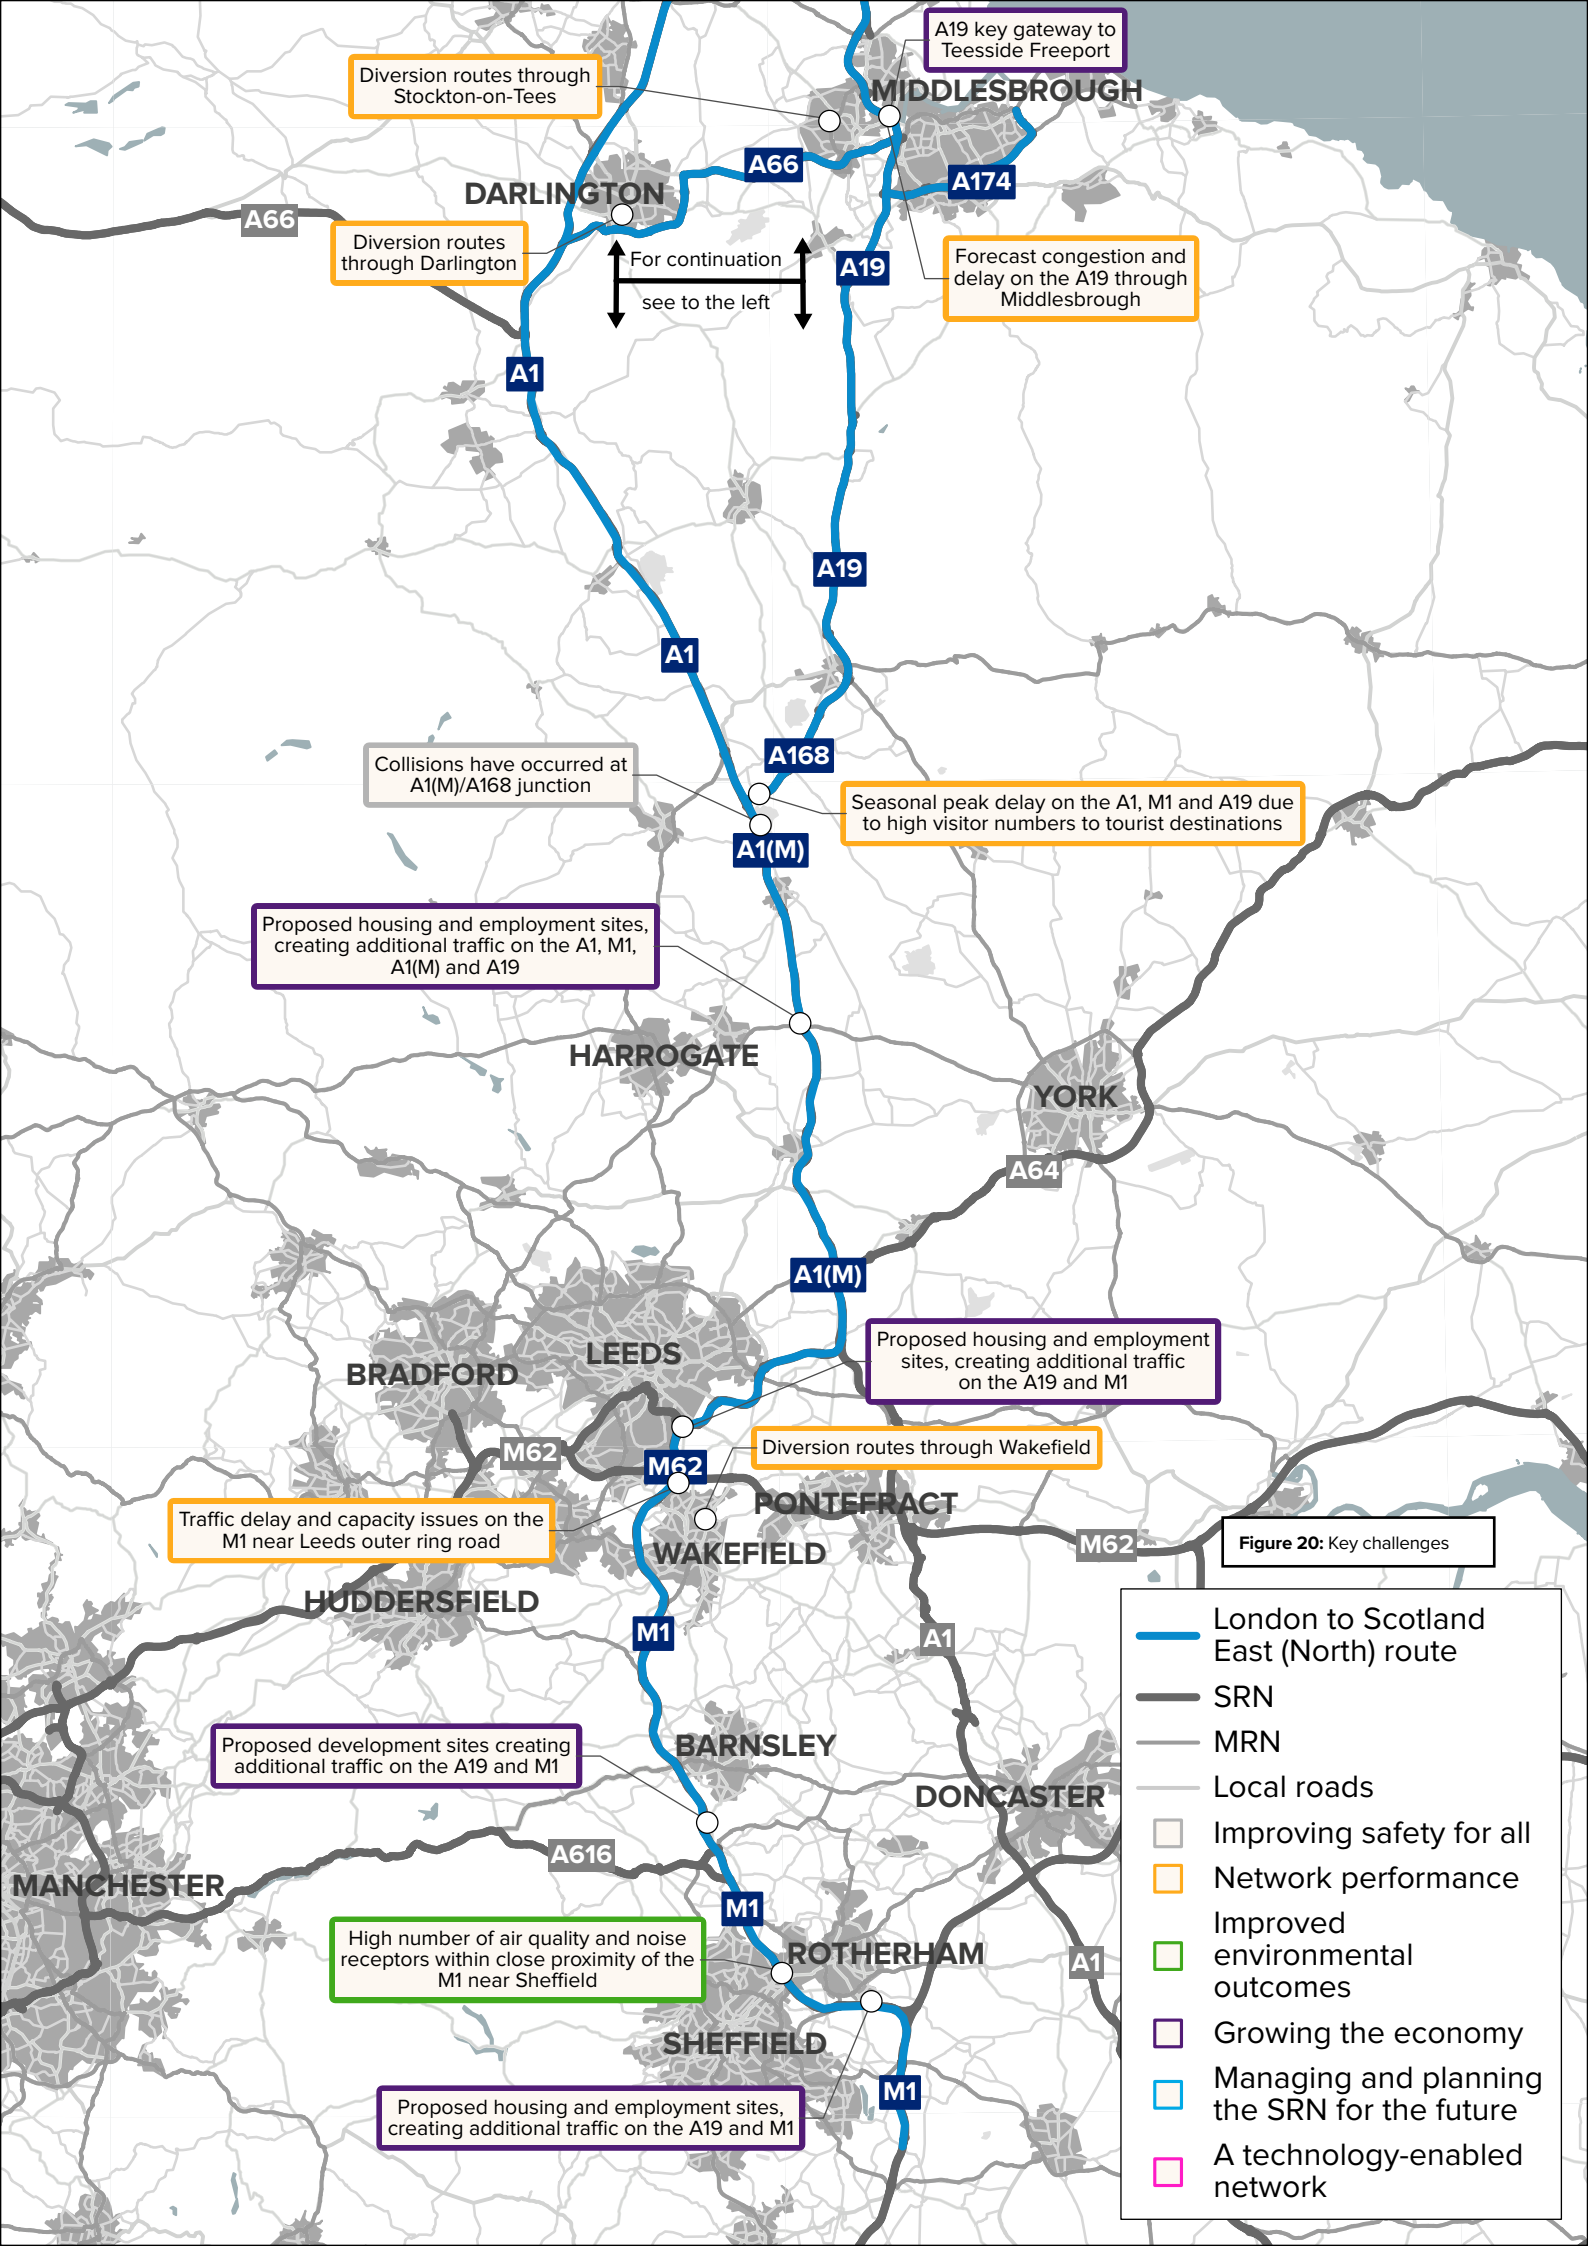 A19 key gateway to
Teesside Freeport
Diversion routes through
Stockton-on-Tees
MIDDLESBROUGH
A66
A174
DARLINGTON
A66
Diversion routes
through Darlington
For continuation
see to the left
A19
Forecast congestion and
delay on the A19 through
Middlesbrough
A1
A19
A1
A168
Collisions have occurred at
A1(M)/A168 junction
Seasonal peak delay on the A1, M1 and A19 due
to high visitor numbers to tourist destinations
A1(M)
Proposed housing and employment sites,
creating additional traffic on the A1, M1,
A1(M) and A19
HARROGATE
YORK
A64
A1(M)
Proposed housing and employment
sites, creating additional traffic
on the A19 and M1
LEEDS
BRADFORD
M62
Diversion routes through Wakefield
M62
PONTEFRACT
Traffic delay and capacity issues on the
M1 near Leeds outer ring road
WAKEFIELD
M62
Figure 20: Key challenges
HUDDERSFIELD
M1
A1
London to Scotland
East (North) route
SRN
MRN
Local roads
Improving safety for all
Network performance
Improved
environmental
outcomes
Growing the economy
Managing and planning
the SRN for the future
A technology-enabled
network
Proposed development sites creating
additional traffic on the A19 and M1
BARNSLEY
DONCASTER
A616
MANCHESTER
M1
High number of air quality and noise
receptors within close proximity of the
M1 near Sheffield
ROTHERHAM
A1
SHEFFIELD
M1
Proposed housing and employment sites,
creating additional traffic on the A19 and M1